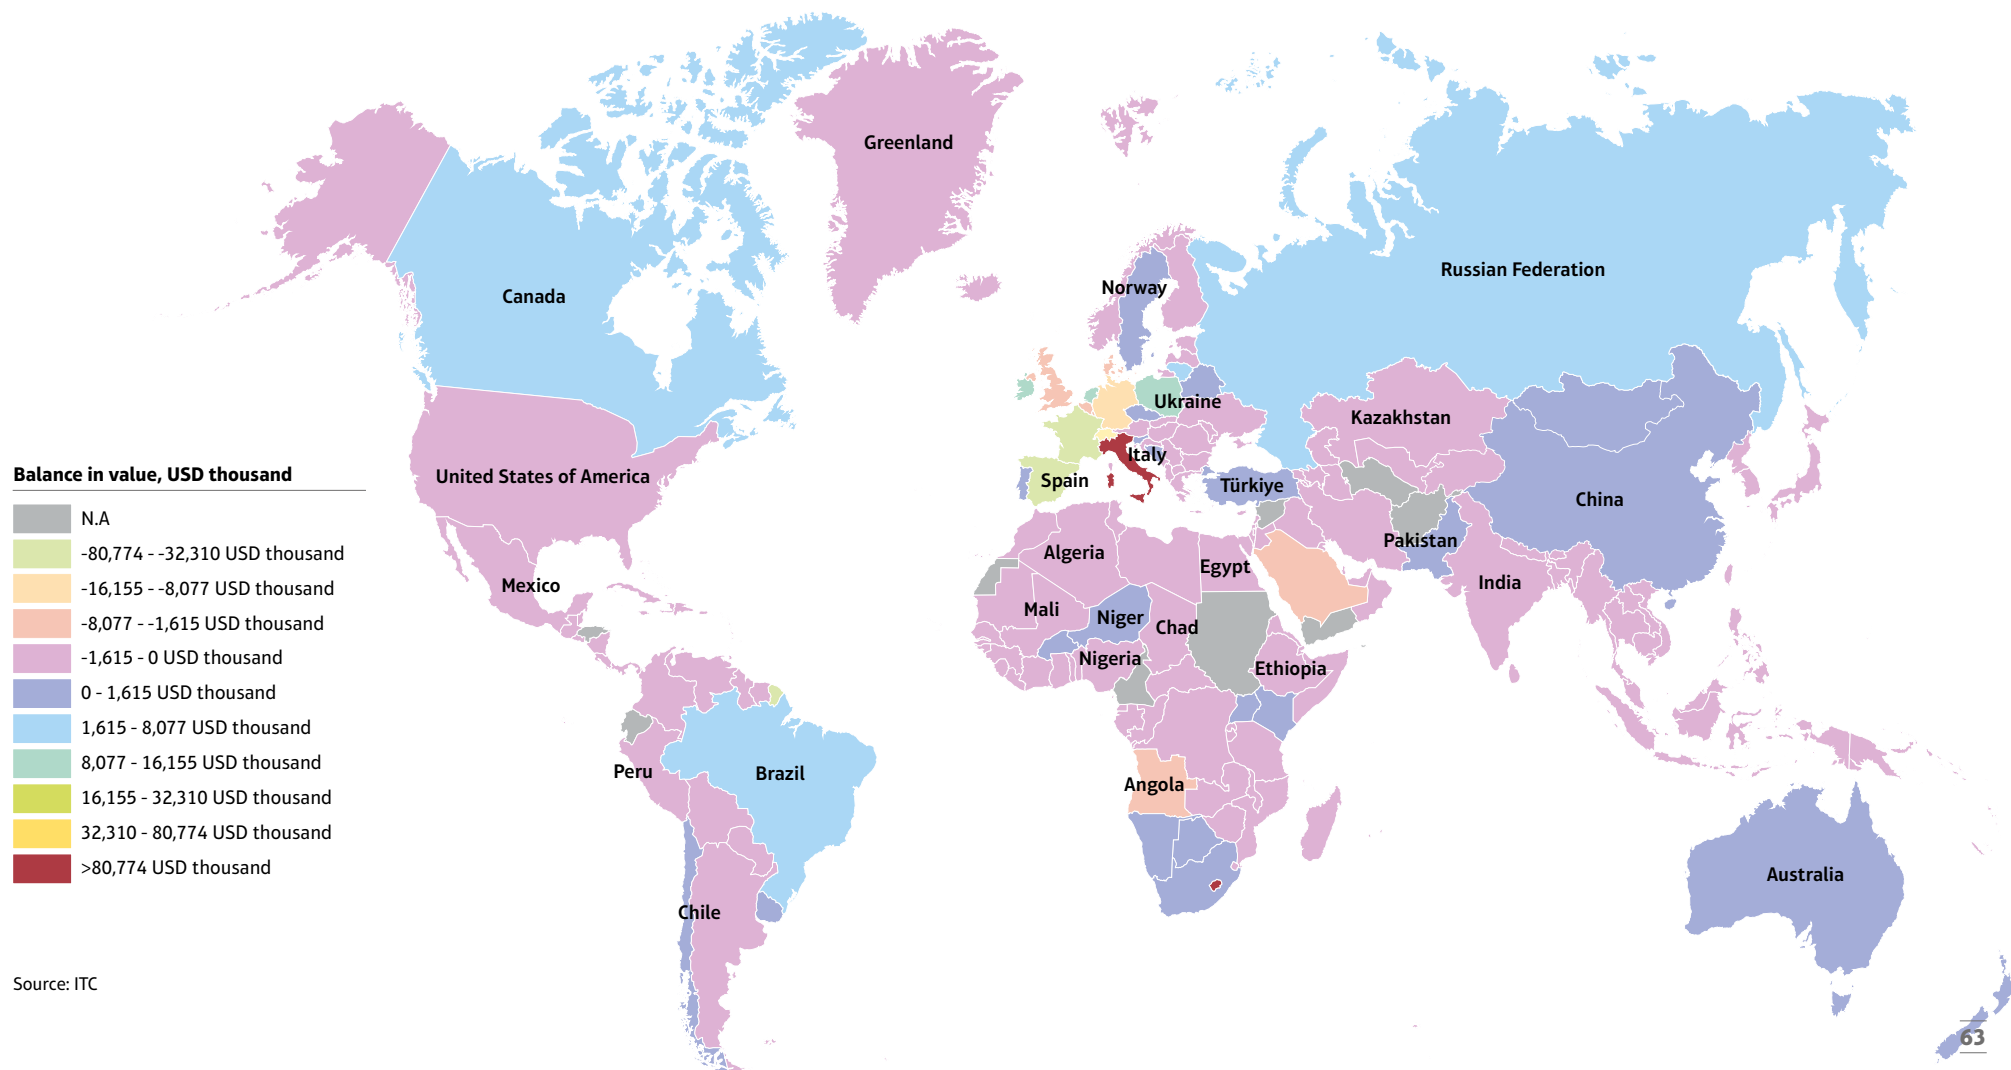 Greenland
Russian Federation
Norway
Canada
Ukraine
Kazakhstan
Italy
United States of America
Spain
Türkiye
China
Pakistan
Algeria
Egypt
India
Mexico
Mali
Niger
Chad
Nigeria
Ethiopia
Peru
Brazil
Angola
Australia
Chile
Balance in value, USD thousand
N.A
-80,774 - -32,310 USD thousand
-16,155 - -8,077 USD thousand
-8,077 - -1,615 USD thousand
-1,615 - 0 USD thousand
0 - 1,615 USD thousand
1,615 - 8,077 USD thousand
8,077 - 16,155 USD thousand
16,155 - 32,310 USD thousand
32,310 - 80,774 USD thousand
>80,774 USD thousand
Source: ITC
63